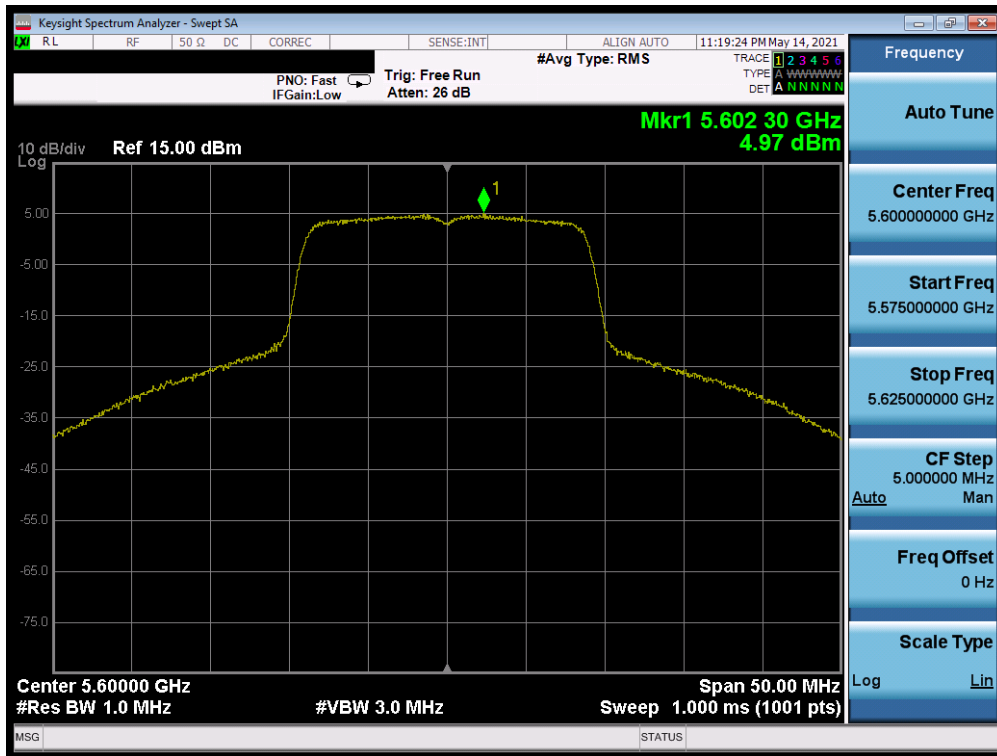 Keysight Spectrum Analyzer - Swept SA
LXI RL RF 50 Ω DC CORREC SENSE:INT ALIGN AUTO 11:19:24 PM May 14, 2021
PNO: Fast
IFGain:Low
Trig: Free Run
Atten: 26 dB
#Avg Type: RMS
TRACE 1 2 3 4 5 6
TYPE A WWWWW
DET A N N N N N
Mkr1 5.602 30 GHz
4.97 dBm
10 dB/div
Log
Ref 15.00 dBm
1
5.00
-5.00
-15.0
-25.0
-35.0
-45.0
-55.0
-65.0
-75.0
Center 5.60000 GHz Span 50.00 MHz
#Res BW 1.0 MHz #VBW 3.0 MHz Sweep 1.000 ms (1001 pts)
MSG STATUS
Frequency
Auto Tune
Center Freq
5.600000000 GHz
Start Freq
5.575000000 GHz
Stop Freq
5.625000000 GHz
CF Step
5.000000 MHz
Auto Man
Freq Offset
0 Hz
Scale Type
Log Lin